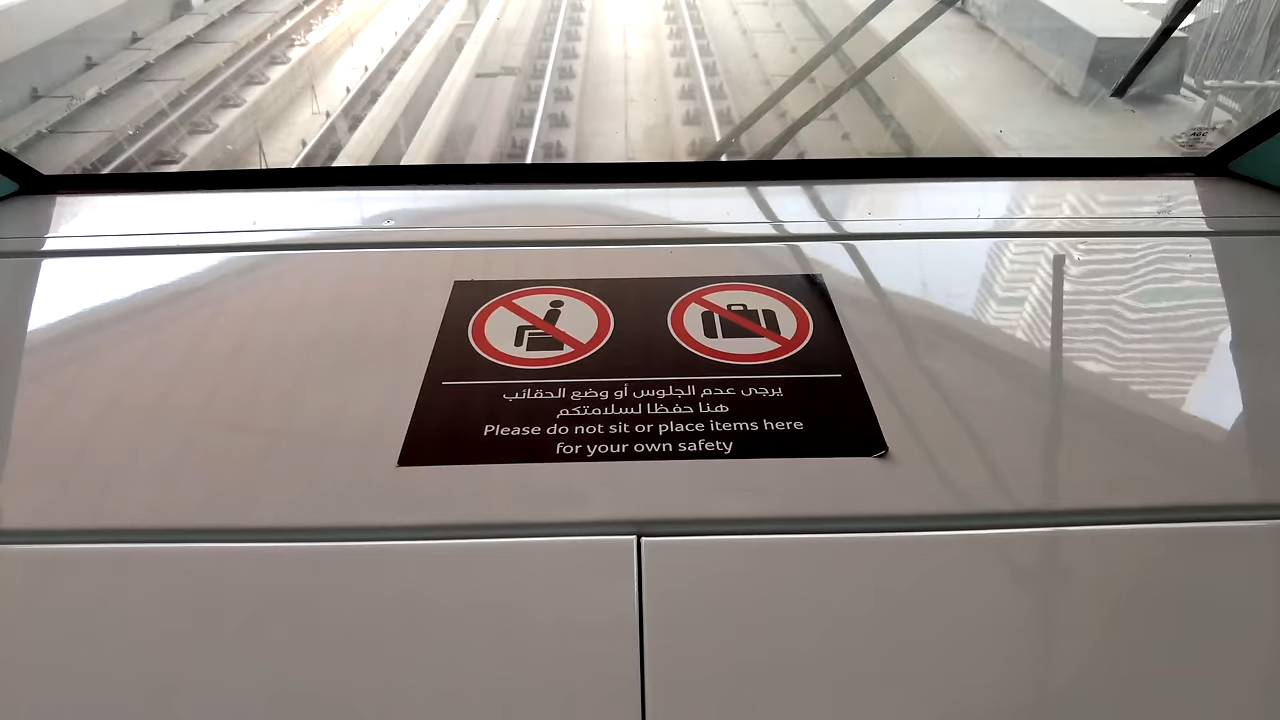 يرجى عدم الجلوس أو وضع الحقائب
هنا حفظا لسلامتكم
Please do not sit or place items here
for your own safety
AGC